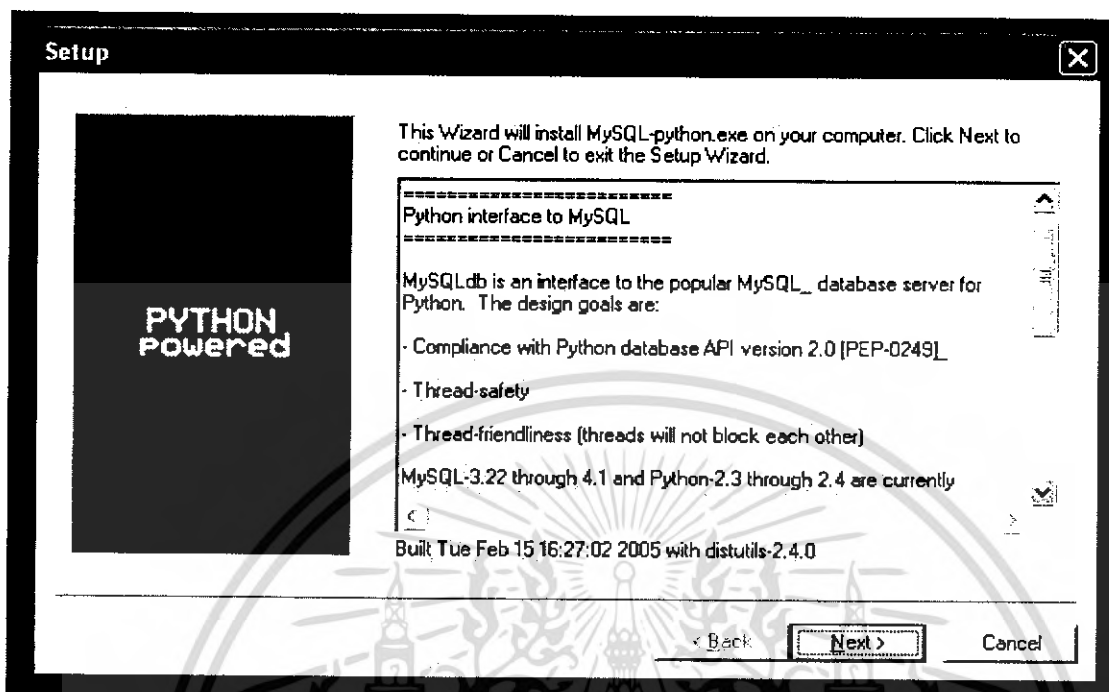 Setup
This Wizard will install MySQL-python.exe on your computer. Click Next to
continue or Cancel to exit the Setup Wizard.
=========================
Python interface to MySQL
=========================
MySQLdb is an interface to the popular MySQL_ database server for
Python. The design goals are:
- Compliance with Python database API version 2.0 [PEP-0249]_
- Thread-safety
- Thread-friendliness (threads will not block each other)
MySQL-3.22 through 4.1 and Python-2.3 through 2.4 are currently
PYTHON
powered
Built Tue Feb 15 16:27:02 2005 with distutils-2.4.0
< Back
Next >
Cancel